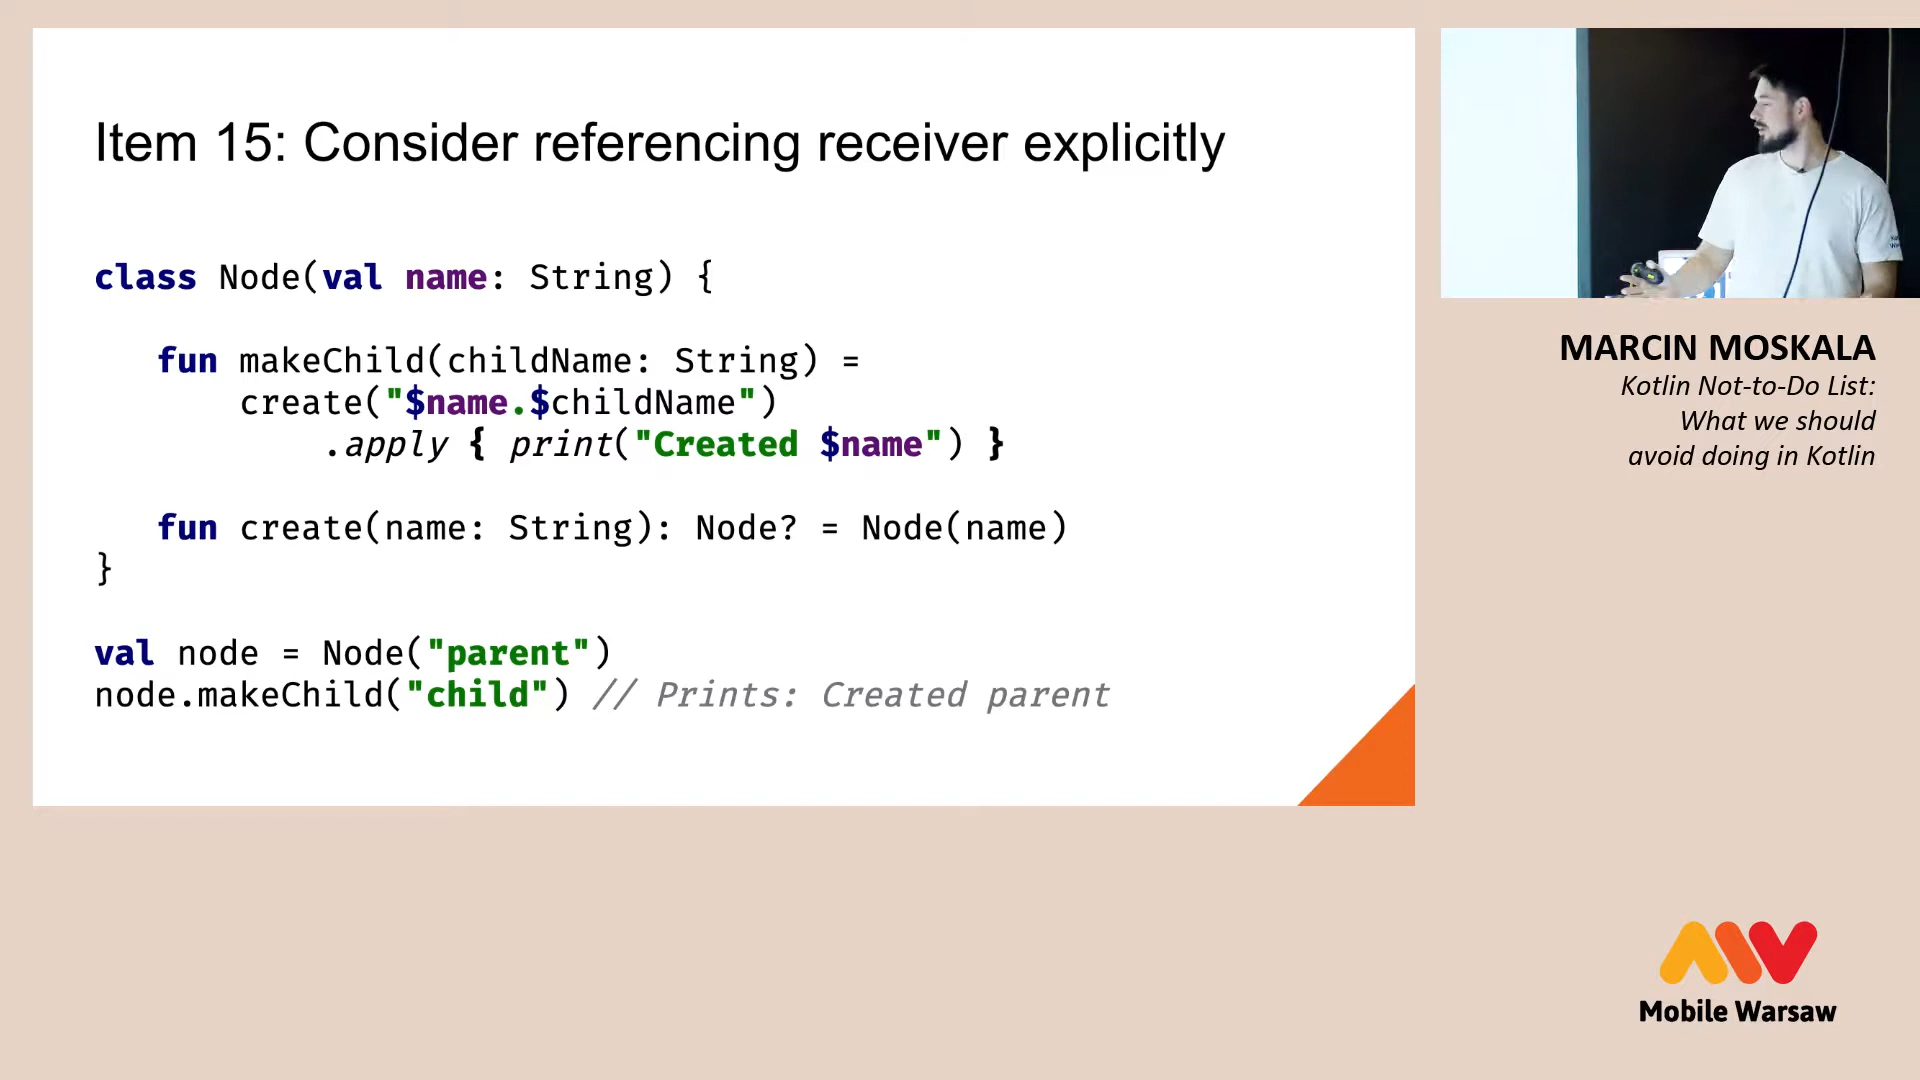 Item 15: Consider referencing receiver explicitly
class Node(val name: String) {
fun makeChild(childName: String) =
create("$name.$childName")
.apply { print("Created $name") }
fun create(name: String): Node? = Node(name)
}
val node = Node("parent")
node.makeChild("child") // Prints: Created parent
MARCIN MOSKALA
Kotlin Not-to-Do List:
What we should
avoid doing in Kotlin
Mobile Warsaw